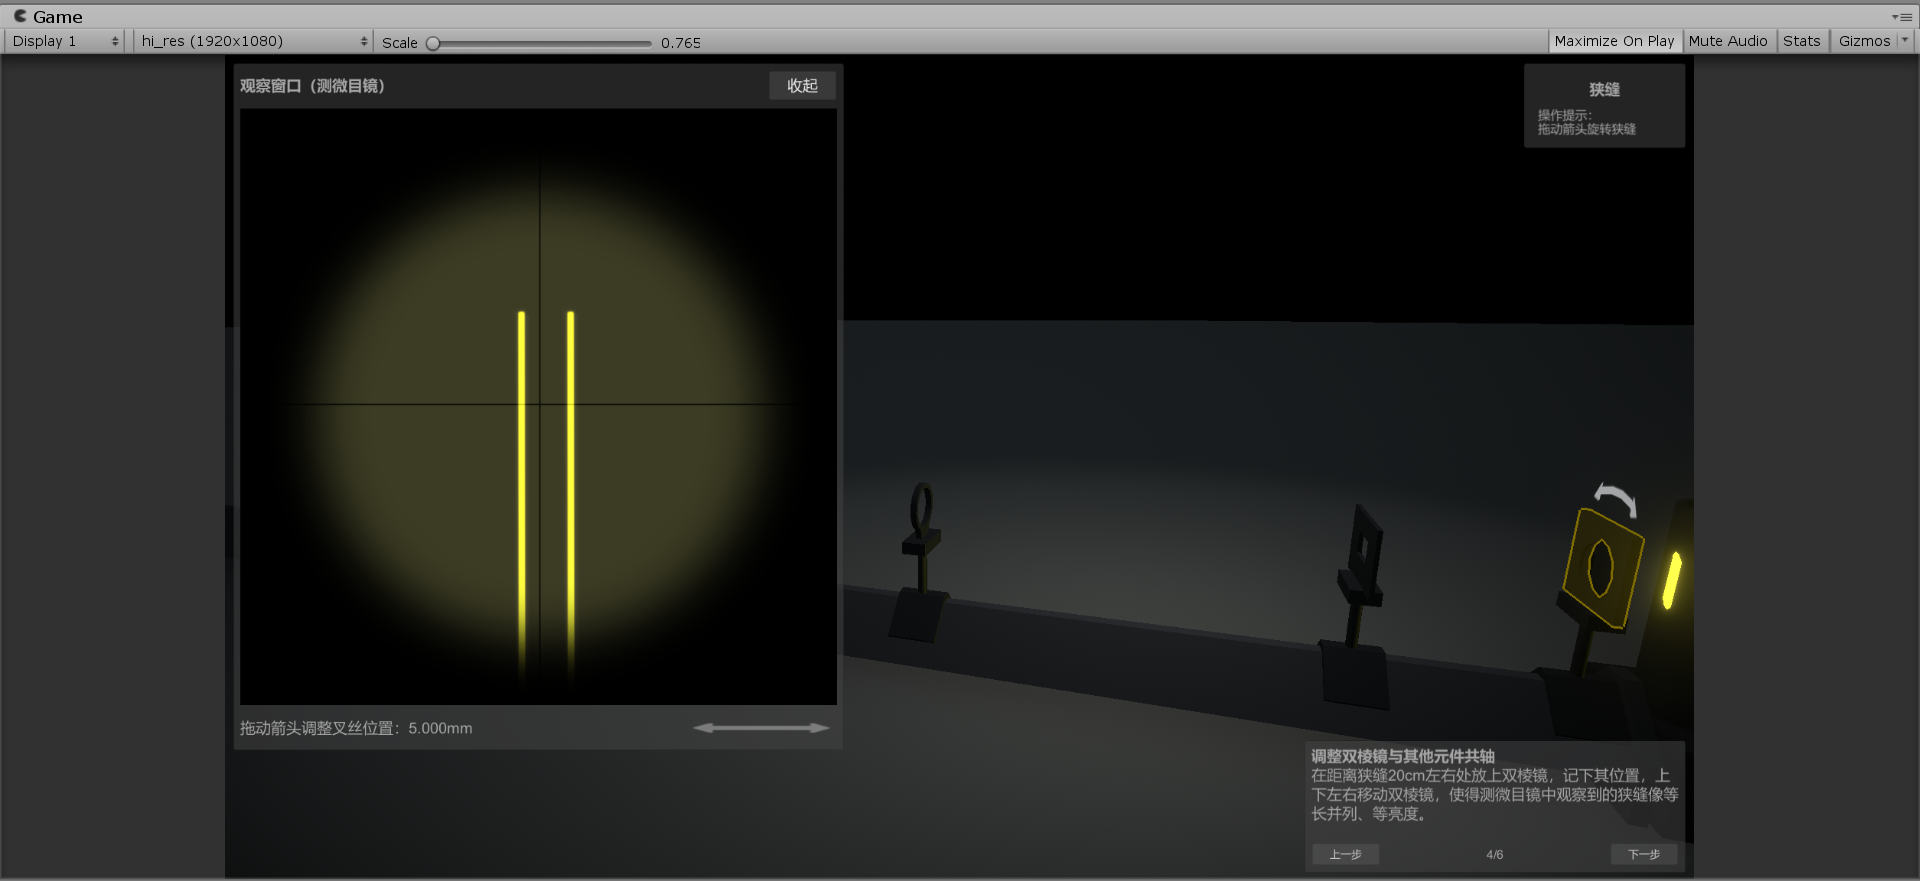 Game
Display 1
hi_res (1920x1080)
Scale
0.765
Maximize On Play
Mute Audio
Stats
Gizmos
观察窗口（测微目镜）
收起
狭缝
操作提示：
拖动箭头旋转狭缝
拖动箭头调整叉丝位置：5.000mm
调整双棱镜与其他元件共轴
在距离狭缝20cm左右处放上双棱镜，记下其位置，上
下左右移动双棱镜，使得测微目镜中观察到的狭缝像等
长并列、等亮度。
上一步
4/6
下一步